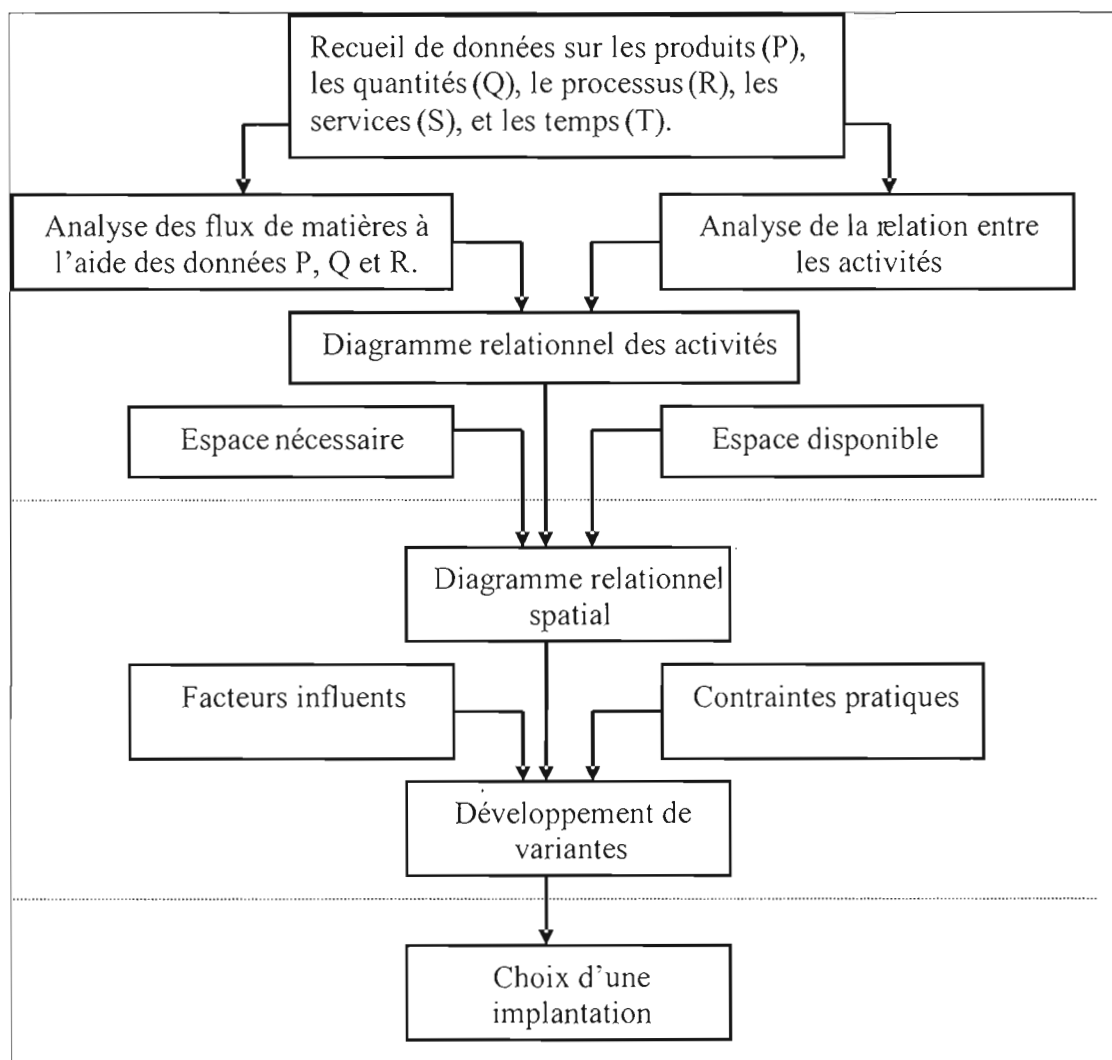 Recueil de données sur les produits (P),
les quantités (Q), le processus (R), les
services (S), et les temps (T).
Analyse des flux de matières à
l'aide des données P, Q et R.
Analyse de la relation entre
les activités
Diagramme relationnel des activités
Espace nécessaire
Espace disponible
Diagramme relationnel
spatial
Facteurs influents
Contraintes pratiques
Développement de
variantes
Choix d'une
implantation